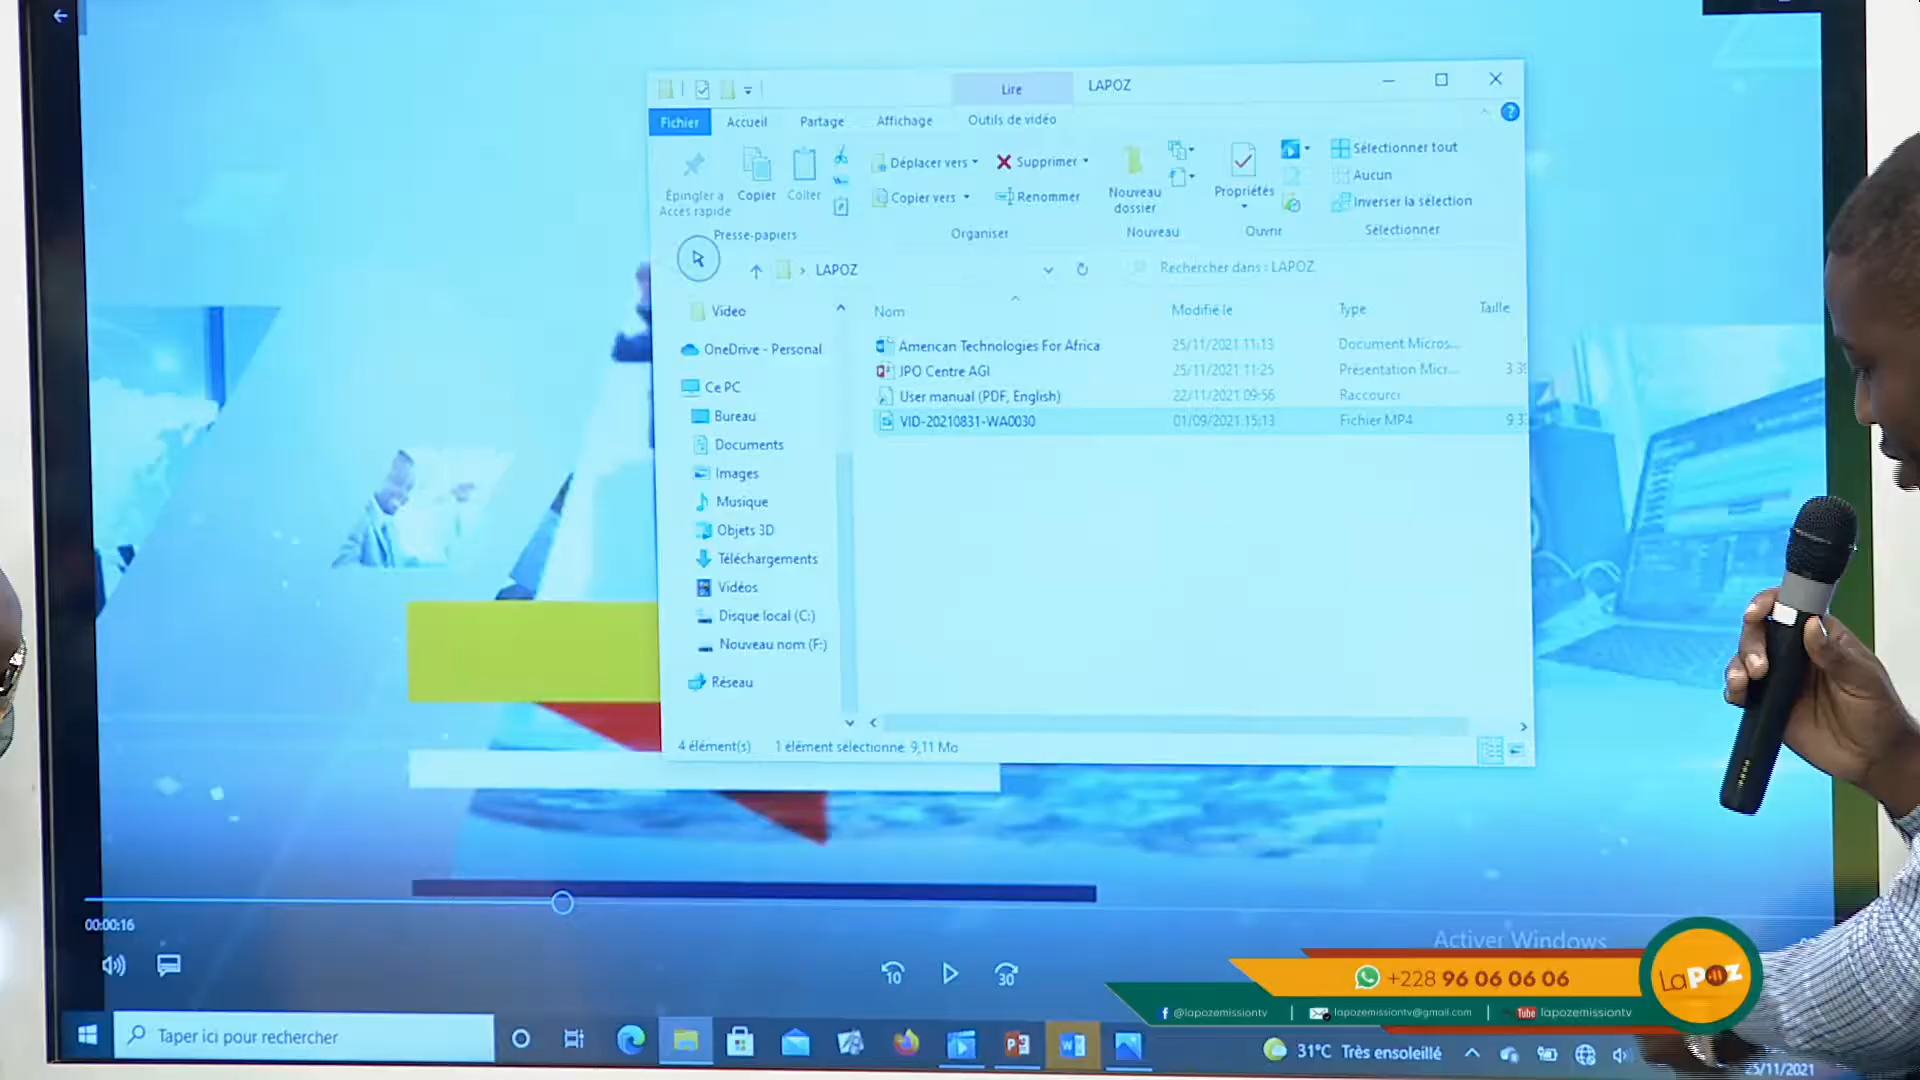 Lire
LAPOZ
Fichier
Accueil
Partage
Affichage
Outils de vidéo
Épingler à
Accès rapide
Copier
Coller
Déplacer vers
Copier vers
Supprimer
Renommer
Nouveau
dossier
Propriétés
Sélectionner tout
Aucun
Inverser la sélection
Presse-papiers
Organiser
Nouveau
Ouvrir
Sélectionner
LAPOZ
Rechercher dans : LAPOZ
Video
OneDrive - Personal
Ce PC
Bureau
Documents
Images
Musique
Objets 3D
Téléchargements
Vidéos
Disque local (C:)
Nouveau nom (F:)
Réseau
Nom Modifié le Type Taille
American Technologies For Africa 25/11/2021 11:13 Document Micros...
JPO Centre AGI 25/11/2021 11:25 Présentation Micr...
User manual (PDF, English) 22/11/2021 09:56 Raccourci
VID-20210831-WA0030 01/09/2021 15:13 Fichier MP4
4 élément(s) 1 élément sélectionné 9,11 Mo
00:00:16
10
30
Activer Windows
+228 96 06 06 06
LaPOZ
@lapozemissiontv
lapozemissiontv@gmail.com
Tube lapozemissiontv
Taper ici pour rechercher
31°C Très ensoleillé
25/11/2021